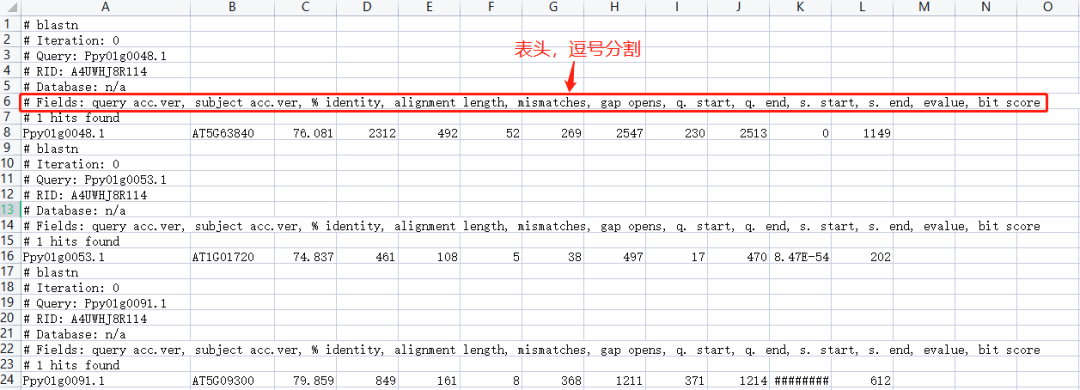 A B C D E F G H I J K L M N O
1 # blastn
2 # Iteration: 0
表头，逗号分割
3 # Query: Ppy01g0048.1
4 # RID: A4UWHJ8R114
5 # Database: n/a
6 # Fields: query acc.ver, subject acc.ver, % identity, alignment length, mismatches, gap opens, q. start, q. end, s. start, s. end, evalue, bit score
7 # 1 hits found
8 Ppy01g0048.1 AT5G63840 76.081 2312 492 52 269 2547 230 2513 0 1149
9 # blastn
10 # Iteration: 0
11 # Query: Ppy01g0053.1
12 # RID: A4UWHJ8R114
13 # Database: n/a
14 # Fields: query acc.ver, subject acc.ver, % identity, alignment length, mismatches, gap opens, q. start, q. end, s. start, s. end, evalue, bit score
15 # 1 hits found
16 Ppy01g0053.1 AT1G01720 74.837 461 108 5 38 497 17 470 8.47E-54 202
17 # blastn
18 # Iteration: 0
19 # Query: Ppy01g0091.1
20 # RID: A4UWHJ8R114
21 # Database: n/a
22 # Fields: query acc.ver, subject acc.ver, % identity, alignment length, mismatches, gap opens, q. start, q. end, s. start, s. end, evalue, bit score
23 # 1 hits found
24 Ppy01g0091.1 AT5G09300 79.859 849 161 8 368 1211 371 1214 ######## 612